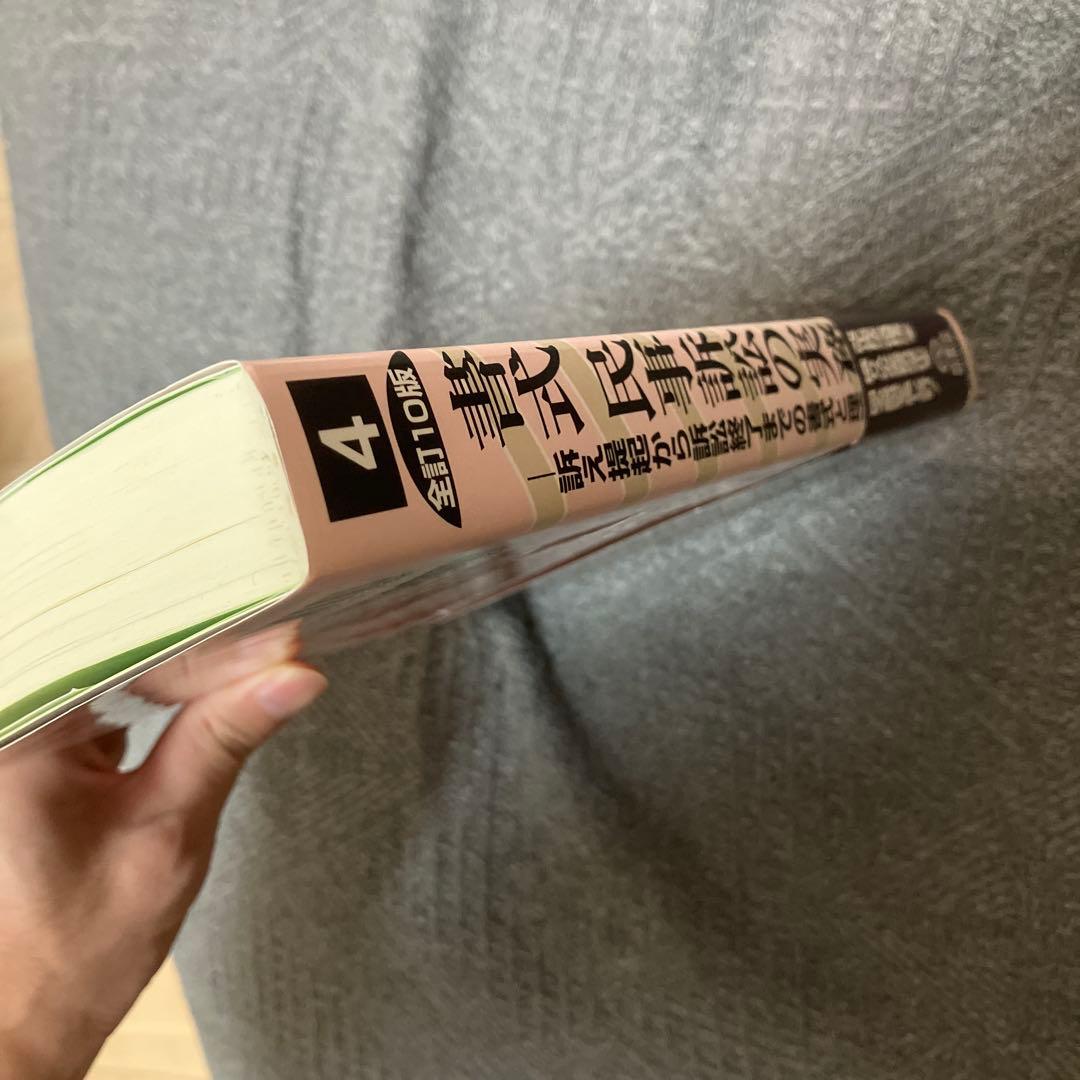 4
全訂10版
書式 民事訴訟の実務
―訴え提起から訴訟終了までの書式と理